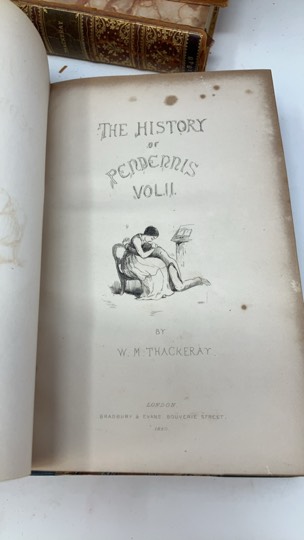 THE HISTORY
OF
PENDENNIS
VOL II.
BY
W. M. THACKERAY.
LONDON.
BRADBURY & EVANS. BOUVERIE STREET.